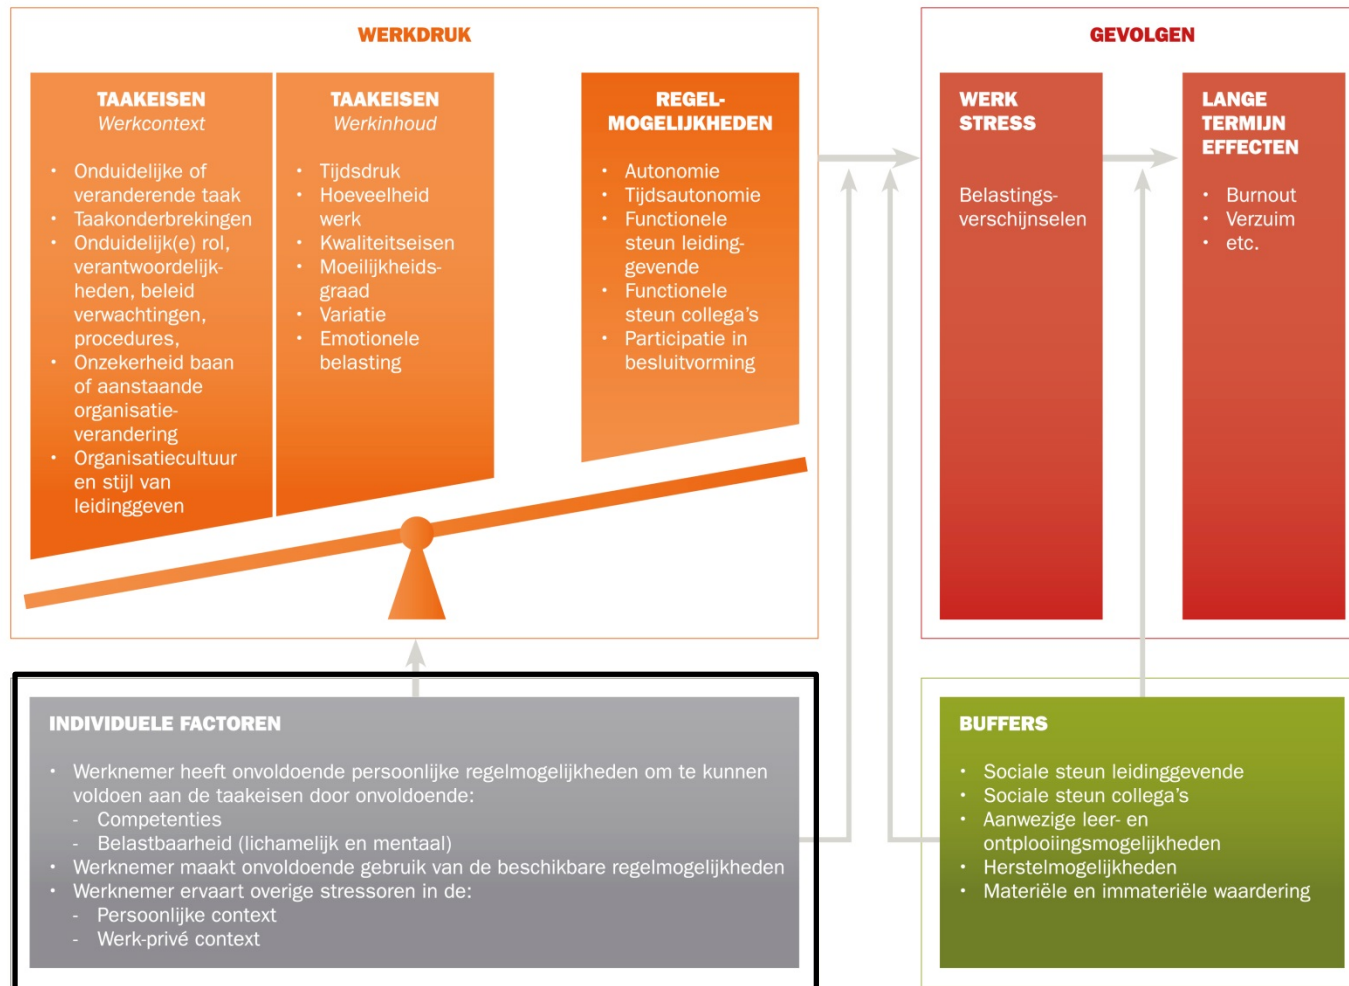 WERKDRUK
TAAKEISEN
Werkcontext
• Onduidelijke of
veranderende taak
• Taakonderbrekingen
• Onduidelijk(e) rol,
verantwoordelijk-
heden, beleid
verwachtingen,
procedures,
• Onzekerheid baan
of aanstaande
organisatie-
verandering
• Organisatiecultuur
en stijl van
leidinggeven
TAAKEISEN
Werkinhoud
• Tijdsdruk
• Hoeveelheid
werk
• Kwaliteitseisen
• Moeilijkheids-
graad
• Variatie
• Emotionele
belasting
REGEL-
MOGELIJKHEDEN
• Autonomie
• Tijdsautonomie
• Functionele
steun leiding-
gevende
• Functionele
steun collega's
• Participatie in
besluitvorming
GEVOLGEN
WERK
STRESS
Belastings-
verschijnselen
LANGE
TERMIJN
EFFECTEN
• Burnout
• Verzuim
• etc.
INDIVIDUELE FACTOREN
• Werknemer heeft onvoldoende persoonlijke regelmogelijkheden om te kunnen
voldoen aan de taakeisen door onvoldoende:
- Competenties
- Belastbaarheid (lichamelijk en mentaal)
• Werknemer maakt onvoldoende gebruik van de beschikbare regelmogelijkheden
• Werknemer ervaart overige stressoren in de:
- Persoonlijke context
- Werk-privé context
BUFFERS
• Sociale steun leidinggevende
• Sociale steun collega's
• Aanwezige leer- en
ontplooiingsmogelijkheden
• Herstelmogelijkheden
• Materiële en immateriële waardering